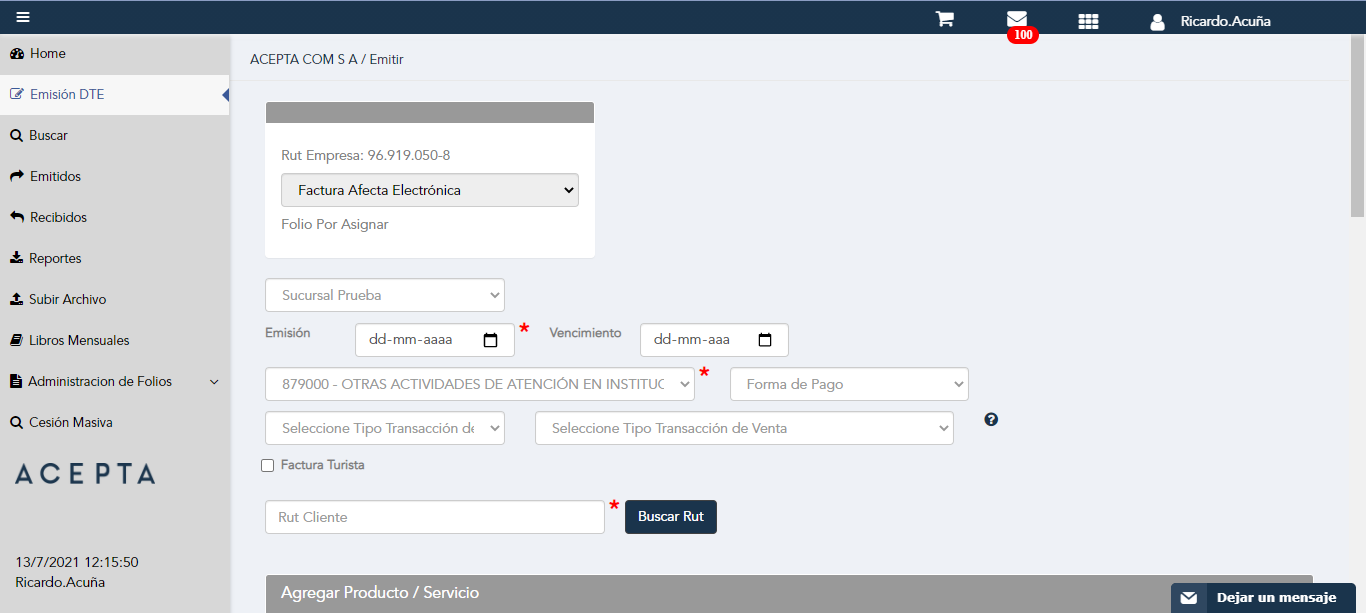 Ricardo.Acuña
100
Home
Emisión DTE
Buscar
Emitidos
Recibidos
Reportes
Subir Archivo
Libros Mensuales
Administracion de Folios
Cesión Masiva
ACEPTA
13/7/2021 12:15:50
Ricardo.Acuña
ACEPTA COM S A / Emitir
Rut Empresa: 96.919.050-8
Factura Afecta Electrónica
Folio Por Asignar
Sucursal Prueba
Emisión dd-mm-aaaa * Vencimiento dd-mm-aaa
879000 - OTRAS ACTIVIDADES DE ATENCIÓN EN INSTITUC * Forma de Pago
Seleccione Tipo Transacción de Seleccione Tipo Transacción de Venta ?
Factura Turista
Rut Cliente * Buscar Rut
Agregar Producto / Servicio
Dejar un mensaje